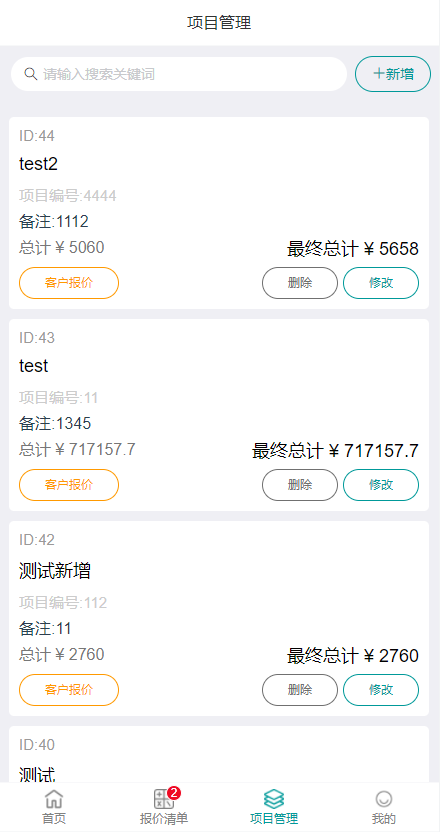 项目管理
请输入搜索关键词
+新增
ID:44
test2
项目编号:4444
备注:1112
总计 ¥ 5060
最终总计 ¥ 5658
客户报价
删除
修改
ID:43
test
项目编号:11
备注:1345
总计 ¥ 717157.7
最终总计 ¥ 717157.7
客户报价
删除
修改
ID:42
测试新增
项目编号:112
备注:11
总计 ¥ 2760
最终总计 ¥ 2760
客户报价
删除
修改
ID:40
测试
2
首页
报价清单
项目管理
我的